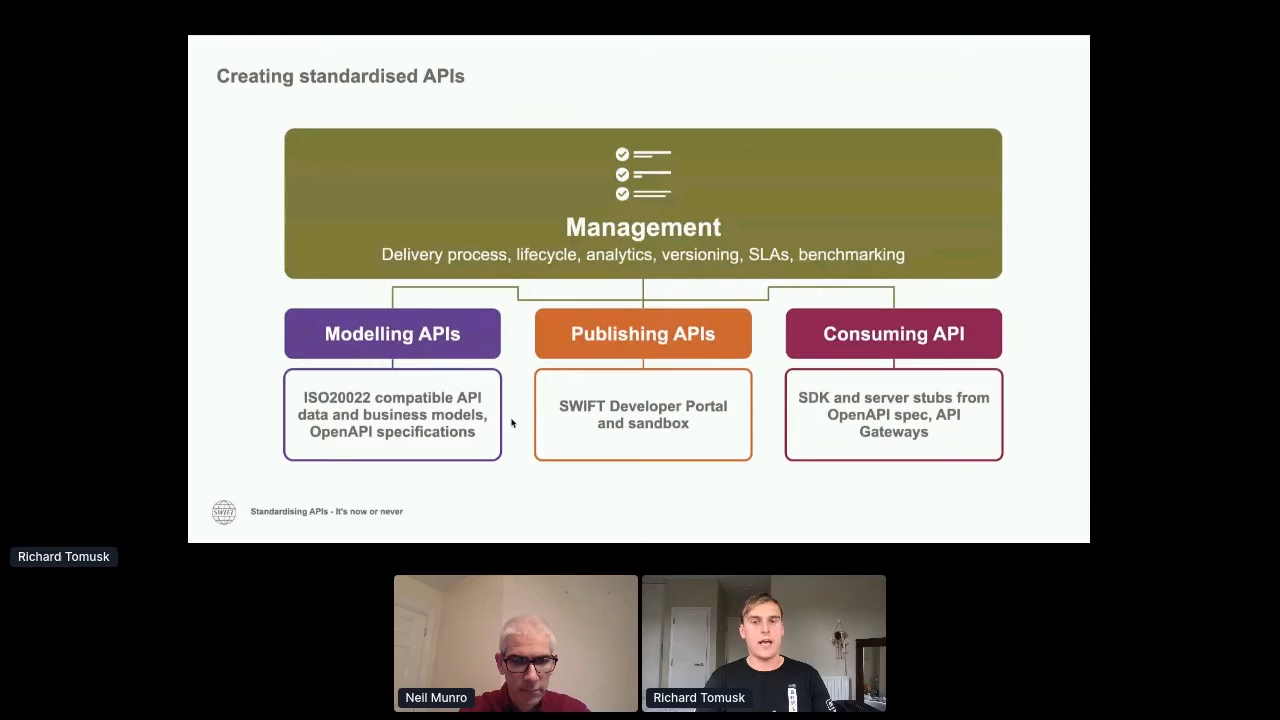 Creating standardised APIs
Management
Delivery process, lifecycle, analytics, versioning, SLAs, benchmarking
Modelling APIs
ISO20022 compatible API
data and business models,
OpenAPI specifications
Publishing APIs
SWIFT Developer Portal
and sandbox
Consuming API
SDK and server stubs from
OpenAPI spec, API
Gateways
SWIFT
Standardising APIs - It's now or never
Richard Tomusk
Neil Munro
Richard Tomusk